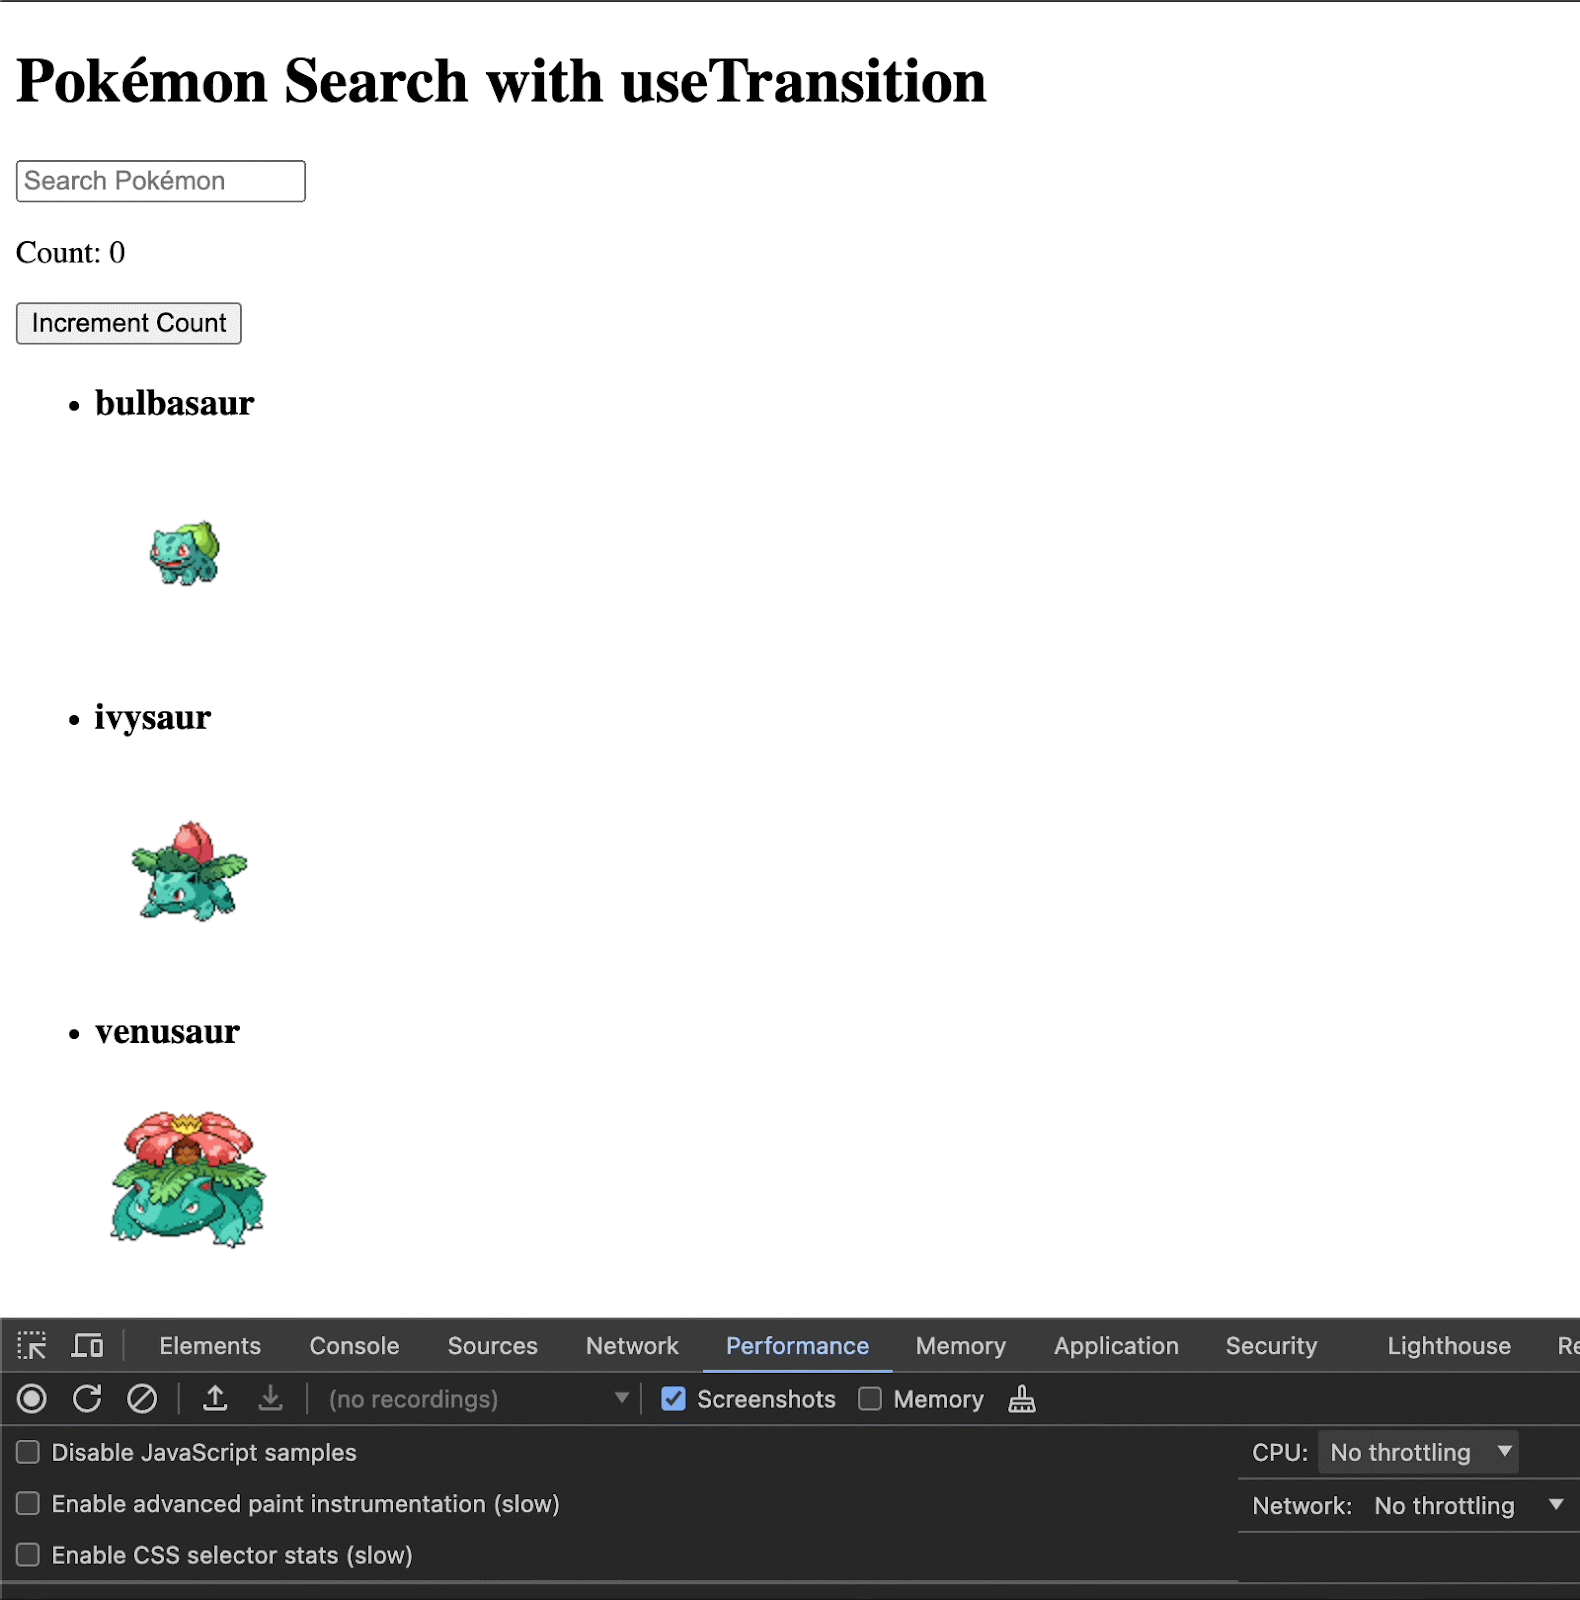 Pokémon Search with useTransition
Search Pokémon
Count: 0
Increment Count
bulbasaur
ivysaur
venusaur
Elements Console Sources Network Performance Memory Application Security Lighthouse Re
(no recordings) Screenshots Memory
Disable JavaScript samples CPU: No throttling
Enable advanced paint instrumentation (slow) Network: No throttling
Enable CSS selector stats (slow)